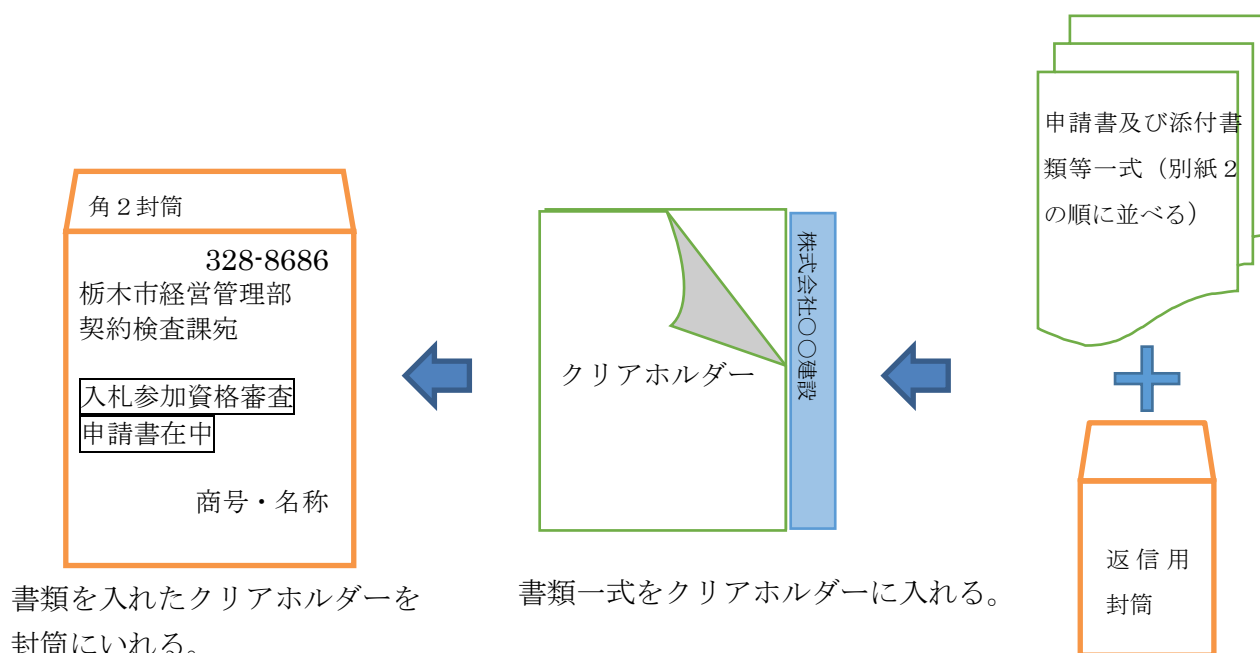 角２封筒
328-8686
栃木市経営管理部
契約検査課宛
入札参加資格審査
申請書在中
商号・名称
書類を入れたクリアホルダーを
封筒にいれる。
クリアホルダー
株式会社〇〇建設
書類一式をクリアホルダーに入れる。
申請書及び添付書
類等一式（別紙２
の順に並べる）
返信用
封筒